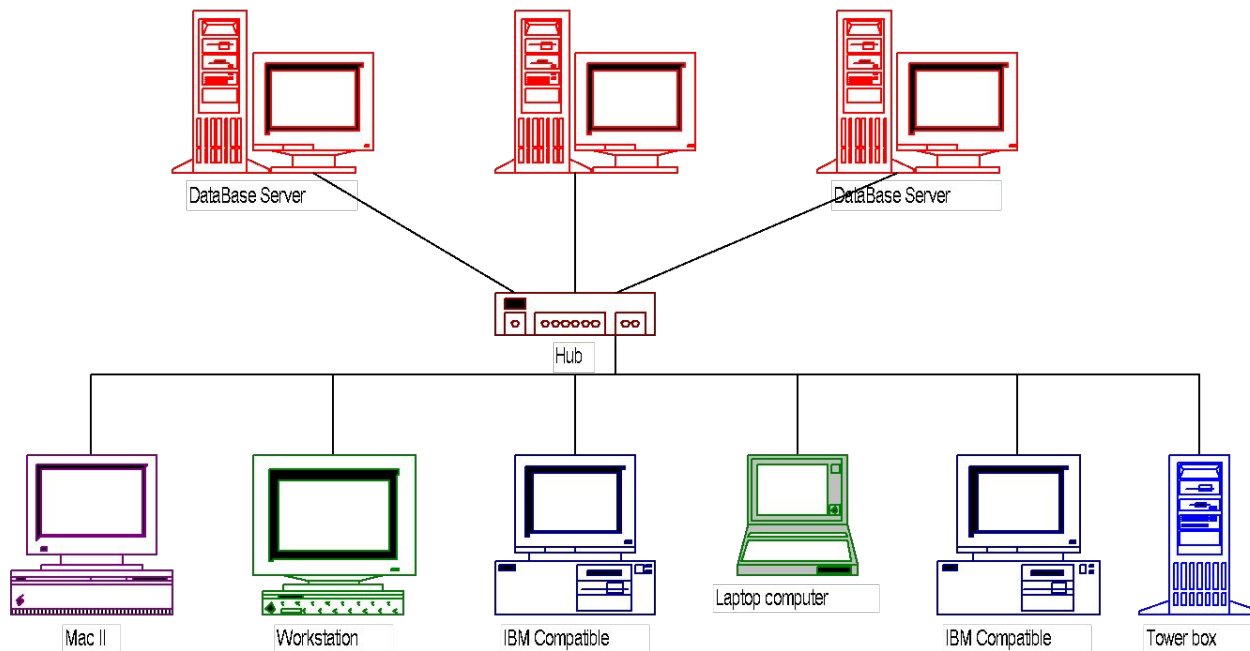 DataBase Server
DataBase Server
Hub
Mac II
Workstation
IBM Compatible
Laptop computer
IBM Compatible
Tower box